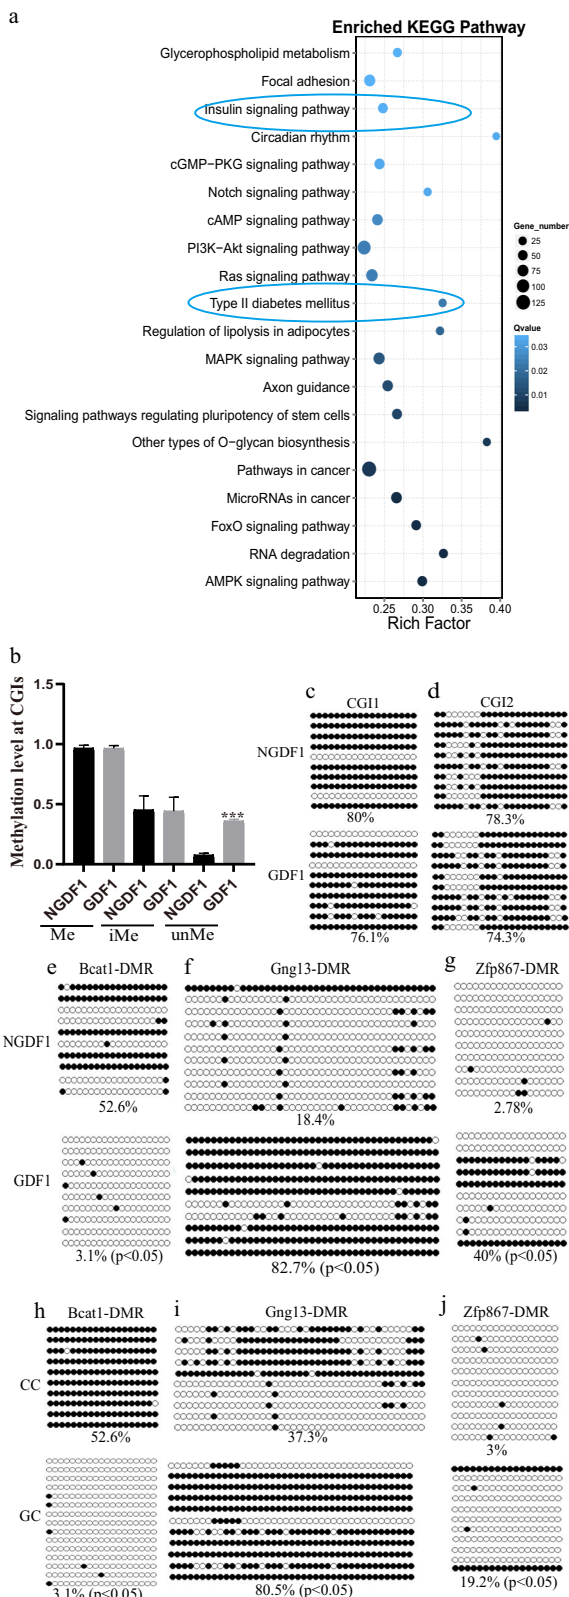 a
Enriched KEGG Pathway
Glycerophospholipid metabolism
Focal adhesion
Insulin signaling pathway
Circadian rhythm
cGMP-PKG signaling pathway
Notch signaling pathway
cAMP signaling pathway
PI3K-Akt signaling pathway
Ras signaling pathway
Type II diabetes mellitus
Regulation of lipolysis in adipocytes
MAPK signaling pathway
Axon guidance
Signaling pathways regulating pluripotency of stem cells
Other types of O-glycan biosynthesis
Pathways in cancer
MicroRNAs in cancer
FoxO signaling pathway
RNA degradation
AMPK signaling pathway
0.25 0.30 0.35 0.40
Rich Factor
Gene_number
25
50
75
100
125
Qvalue
0.03
0.02
0.01
b
Methylation level at CGIs
1.5
1.0
0.5
0.0
***
NGDF1 GDF1 NGDF1 GDF1 NGDF1 GDF1
Me iMe unMe
c d
CGI1 CGI2
NGDF1
80% 78.3%
GDF1
76.1% 74.3%
e f g
Bcat1-DMR Gng13-DMR Zfp867-DMR
NGDF1
52.6% 18.4% 2.78%
GDF1
3.1% (p<0.05) 82.7% (p<0.05) 40% (p<0.05)
h i j
Bcat1-DMR Gng13-DMR Zfp867-DMR
CC
52.6% 37.3% 3%
GC
3.1% (p<0.05) 80.5% (p<0.05) 19.2% (p<0.05)